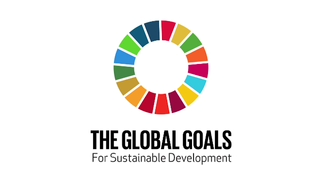 THE GLOBAL GOALS
For Sustainable Development